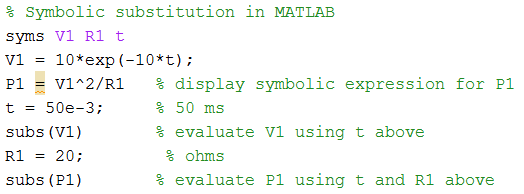 % Symbolic substitution in MATLAB
syms V1 R1 t
V1 = 10*exp(-10*t);
P1 = V1^2/R1   % display symbolic expression for P1
t = 50e-3;     % 50 ms
subs(V1)       % evaluate V1 using t above
R1 = 20;        % ohms
subs(P1)       % evaluate P1 using t and R1 above